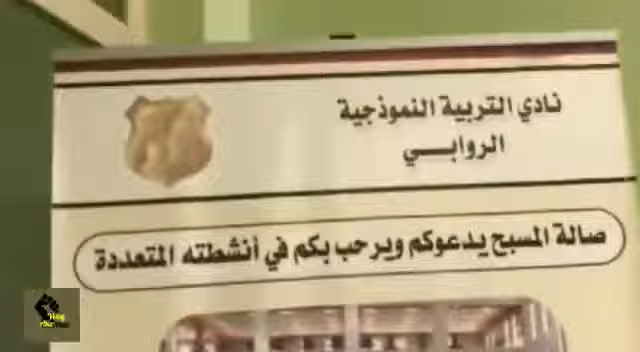 نادي التربية النموذجية
الروابي
صالة المسبح يدعوكم ويرحب بكم في أنشطته المتعددة